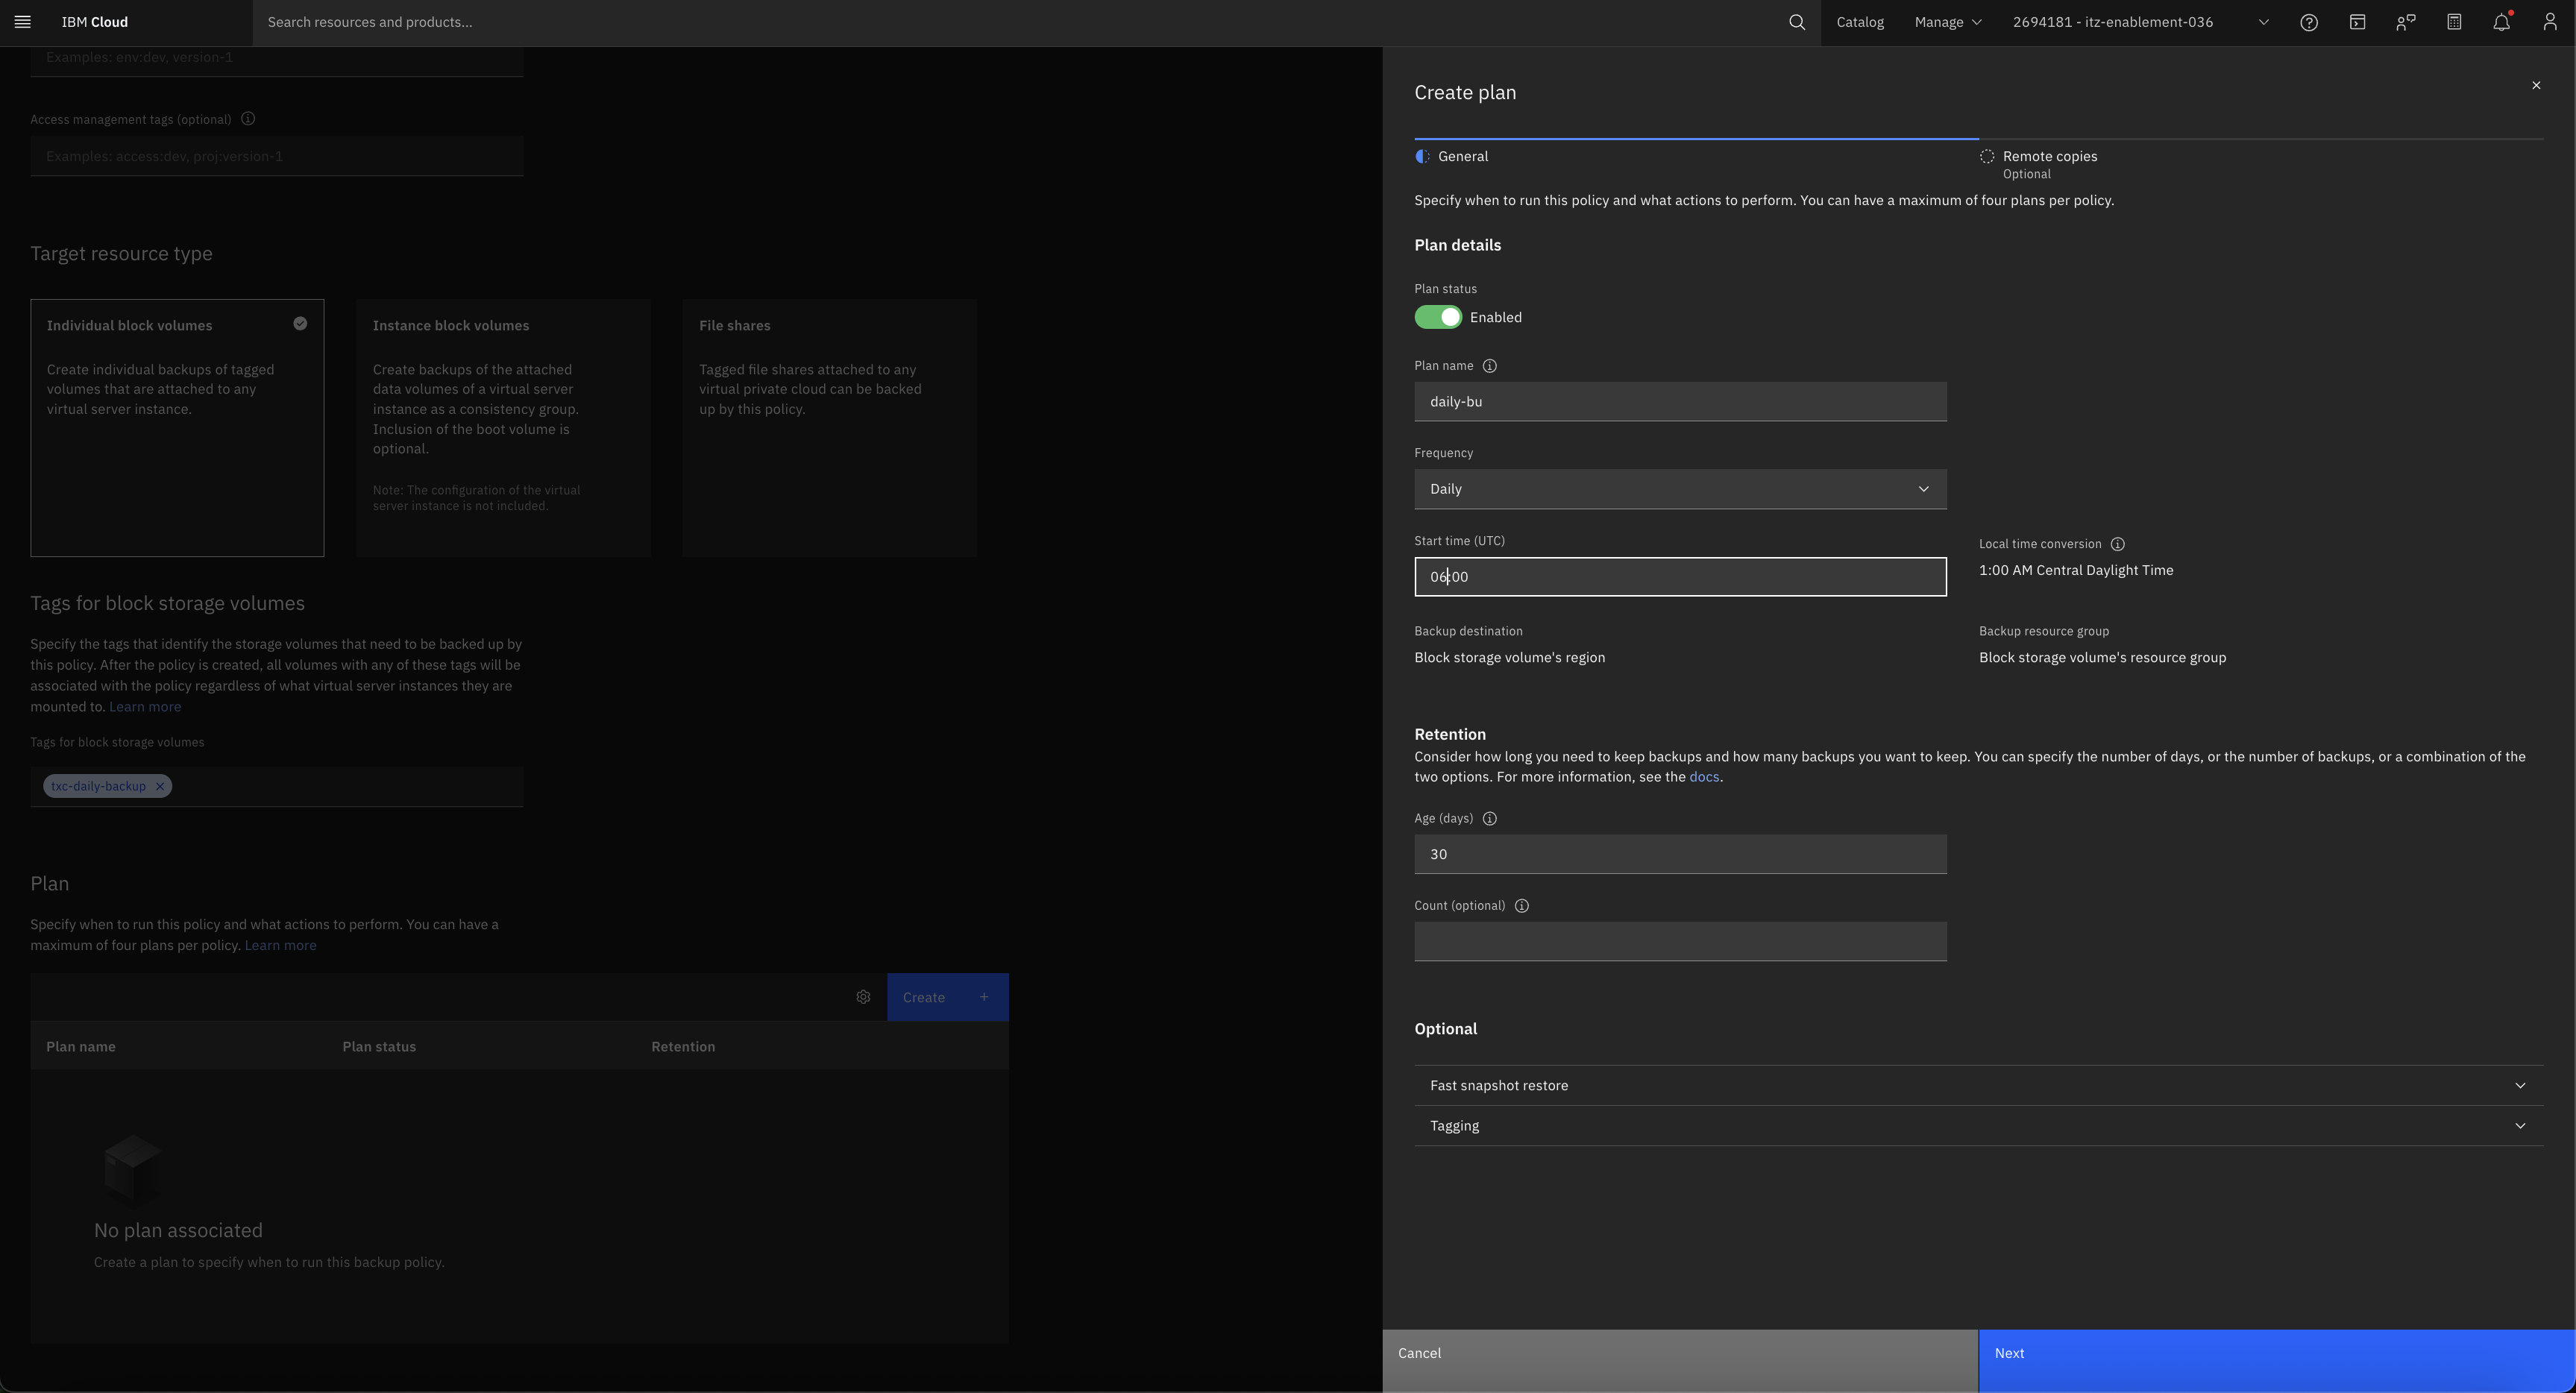 IBM Cloud
Search resources and products...
Catalog
Manage
2694181 - itz-enablement-036
Examples: env:dev, version-1
Access management tags (optional)
Examples: access:dev, proj:version-1
Target resource type
Individual block volumes
Create individual backups of tagged
volumes that are attached to any
virtual server instance.
Instance block volumes
Create backups of the attached
data volumes of a virtual server
instance as a consistency group.
Inclusion of the boot volume is
optional.
Note: The configuration of the virtual
server instance is not included.
File shares
Tagged file shares attached to any
virtual private cloud can be backed
up by this policy.
Tags for block storage volumes
Specify the tags that identify the storage volumes that need to be backed up by
this policy. After the policy is created, all volumes with any of these tags will be
associated with the policy regardless of what virtual server instances they are
mounted to. Learn more
Tags for block storage volumes
txc-daily-backup
Plan
Specify when to run this policy and what actions to perform. You can have a
maximum of four plans per policy. Learn more
Create
Plan name
Plan status
Retention
No plan associated
Create a plan to specify when to run this backup policy.
Create plan
General
Remote copies
Optional
Specify when to run this policy and what actions to perform. You can have a maximum of four plans per policy.
Plan details
Plan status
Enabled
Plan name
daily-bu
Frequency
Daily
Start time (UTC)
06:00
Local time conversion
1:00 AM Central Daylight Time
Backup destination
Block storage volume's region
Backup resource group
Block storage volume's resource group
Retention
Consider how long you need to keep backups and how many backups you want to keep. You can specify the number of days, or the number of backups, or a combination of the
two options. For more information, see the docs.
Age (days)
30
Count (optional)
Optional
Fast snapshot restore
Tagging
Cancel
Next